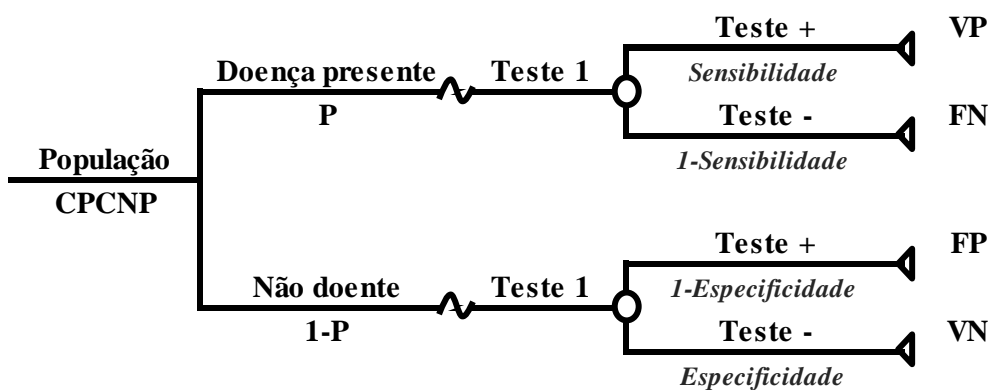 Teste + VP
Sensibilidade
Doença presente Teste 1
P
Teste - FN
1-Sensibilidade
População
CPCNP
Teste + FP
1-Especificidade
Não doente Teste 1
1-P
Teste - VN
Especificidade